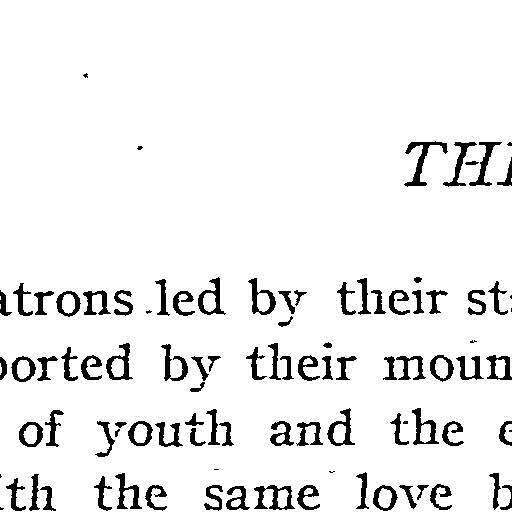 THE
atrons led by their st
ported by their moun
of youth and the e
ith the same love b